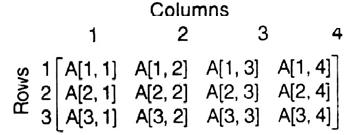 Columns
1 2 3 4
Rows
1 A[1, 1] A[1, 2] A[1, 3] A[1, 4]
2 A[2, 1] A[2, 2] A[2, 3] A[2, 4]
3 A[3, 1] A[3, 2] A[3, 3] A[3, 4]